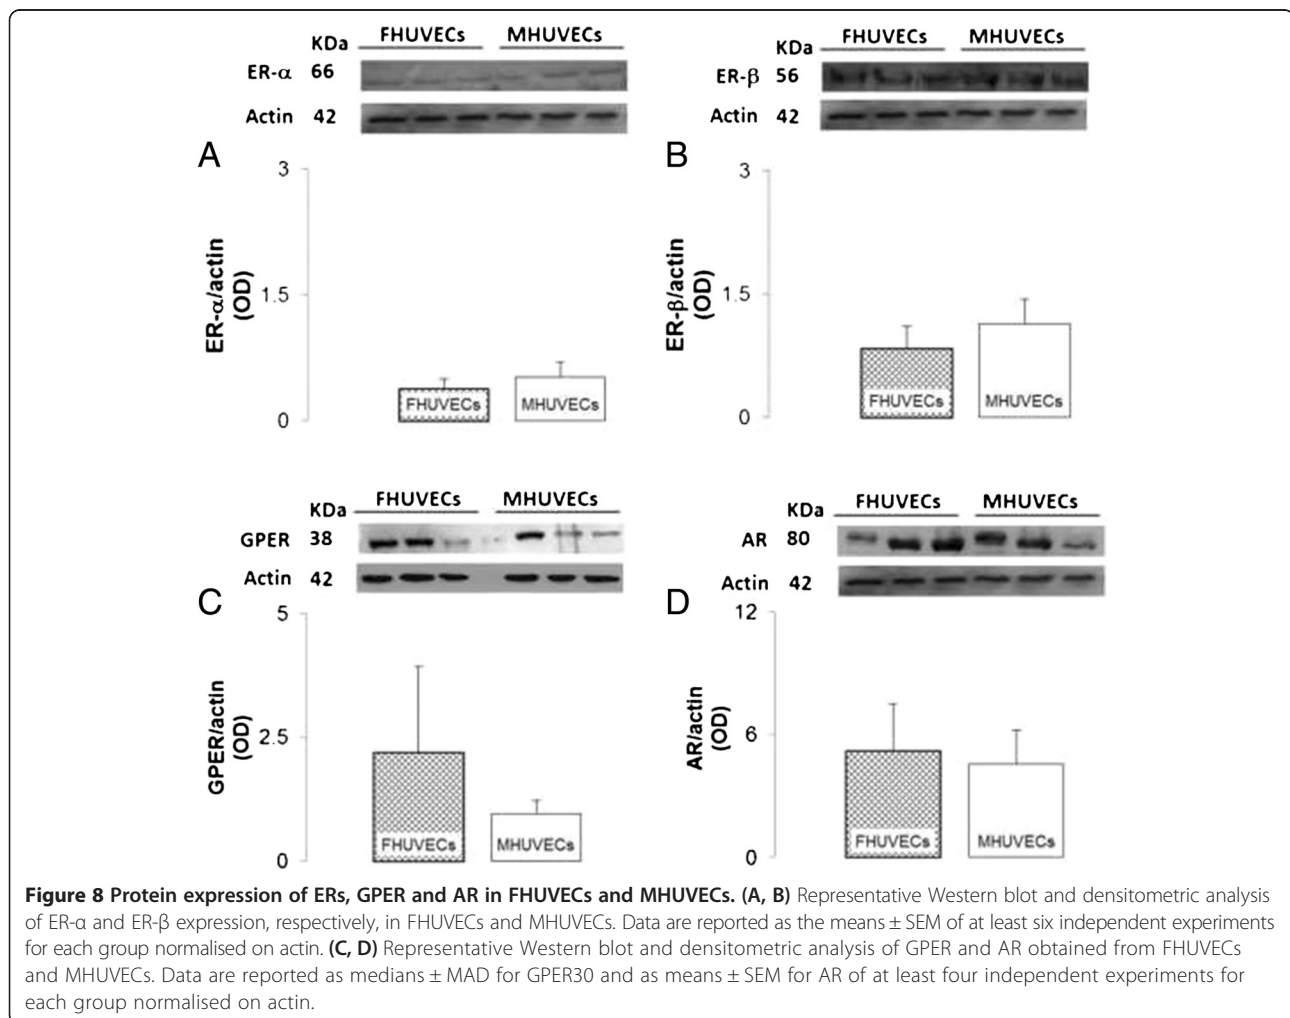 FHUVECs MHUVECs
KDa
ER-α 66
Actin 42
A
3
1.5
0
ER-α/actin
(OD)
FHUVECs
MHUVECs
FHUVECs MHUVECs
KDa
ER-β 56
Actin 42
B
3
1.5
0
ER-β/actin
(OD)
FHUVECs
MHUVECs
FHUVECs MHUVECs
KDa
GPER 38
Actin 42
C
5
2.5
0
GPER/actin
(OD)
FHUVECs
MHUVECs
FHUVECs MHUVECs
KDa
AR 80
Actin 42
D
12
6
0
AR/actin
(OD)
FHUVECs
MHUVECs
Figure 8 Protein expression of ERs, GPER and AR in FHUVECs and MHUVECs. (A, B) Representative Western blot and densitometric analysis
of ER-α and ER-β expression, respectively, in FHUVECs and MHUVECs. Data are reported as the means ± SEM of at least six independent experiments
for each group normalised on actin. (C, D) Representative Western blot and densitometric analysis of GPER and AR obtained from FHUVECs
and MHUVECs. Data are reported as medians ± MAD for GPER30 and as means ± SEM for AR of at least four independent experiments for
each group normalised on actin.